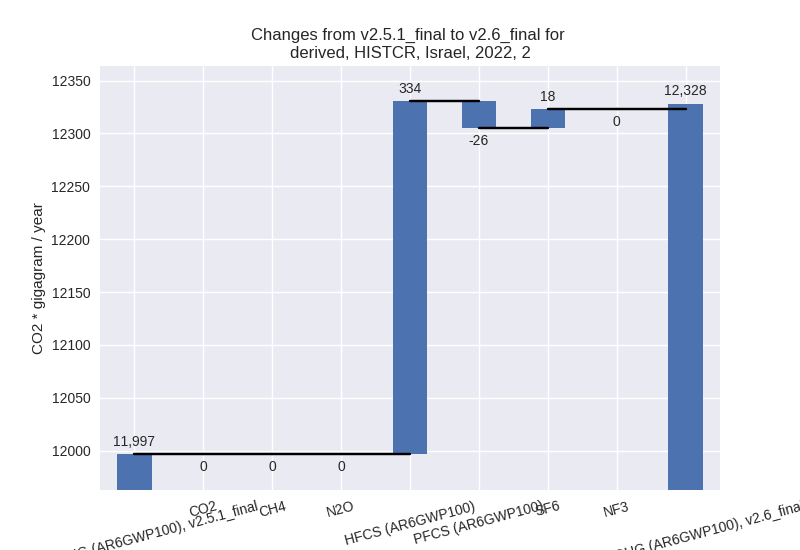 Changes from v2.5.1_final to v2.6_final for
derived, HISTCR, Israel, 2022, 2
CO2 * gigagram / year
12350
12300
12250
12200
12150
12100
12050
12000
11,997
0
0
0
334
-26
18
0
12,328
(AR6GWP100), v2.5.1_final
CO2
CH4
N2O
HFCS (AR6GWP100)
PFCS (AR6GWP100)
SF6
NF3
(AR6GWP100), v2.6_final